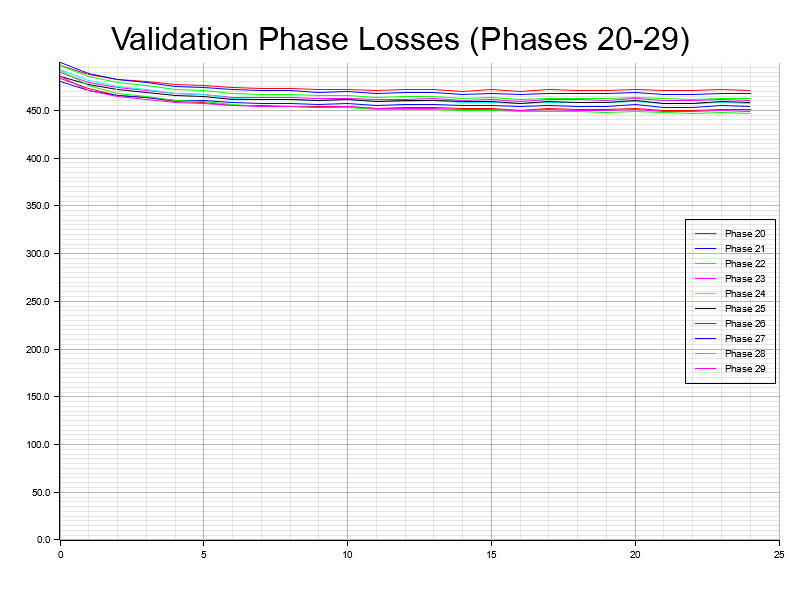 Validation Phase Losses (Phases 20-29)
450.0
400.0
350.0
300.0
250.0
200.0
150.0
100.0
50.0
0.0
0 5 10 15 20 25
Phase 20
Phase 21
Phase 22
Phase 23
Phase 24
Phase 25
Phase 26
Phase 27
Phase 28
Phase 29